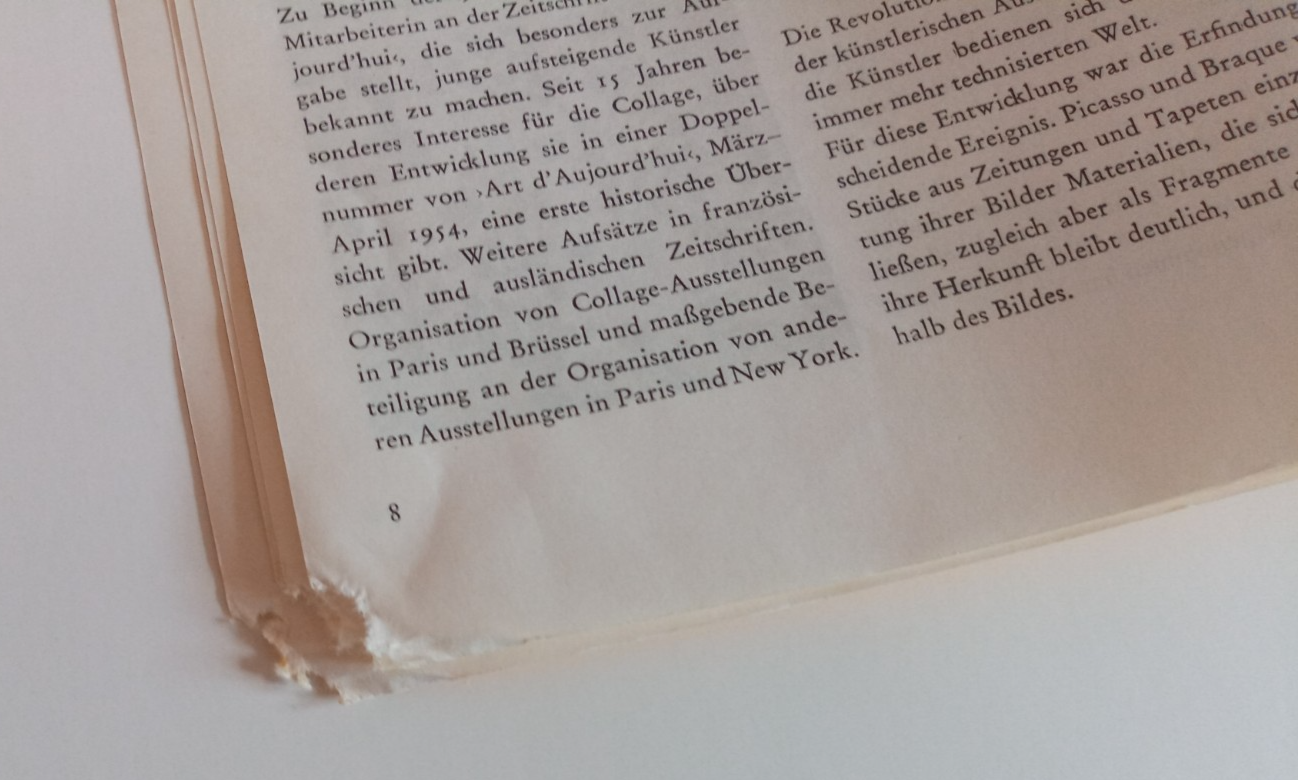 Zu Beginn
Mitarbeiterin an der Zeitschrift
jourd'hui‹, die sich besonders zur Auf-
gabe stellt, junge aufsteigende Künstler
bekannt zu machen. Seit 15 Jahren be-
sonderes Interesse für die Collage, über
deren Entwicklung sie in einer Doppel-
nummer von ›Art d'Aujourd'hui‹, März–
April 1954, eine erste historische Über-
sicht gibt. Weitere Aufsätze in französi-
schen und ausländischen Zeitschriften.
Organisation von Collage-Ausstellungen
in Paris und Brüssel und maßgebende Be-
teiligung an der Organisation von ande-
ren Ausstellungen in Paris und New York.
8
Die Revolutio
der künstlerischen Aus
die Künstler bedienen sich
immer mehr technisierten Welt.
Für diese Entwicklung war die Erfindung
scheidende Ereignis. Picasso und Braque
Stücke aus Zeitungen und Tapeten einz
tung ihrer Bilder Materialien, die sich
ließen, zugleich aber als Fragmente
ihre Herkunft bleibt deutlich, und
halb des Bildes.